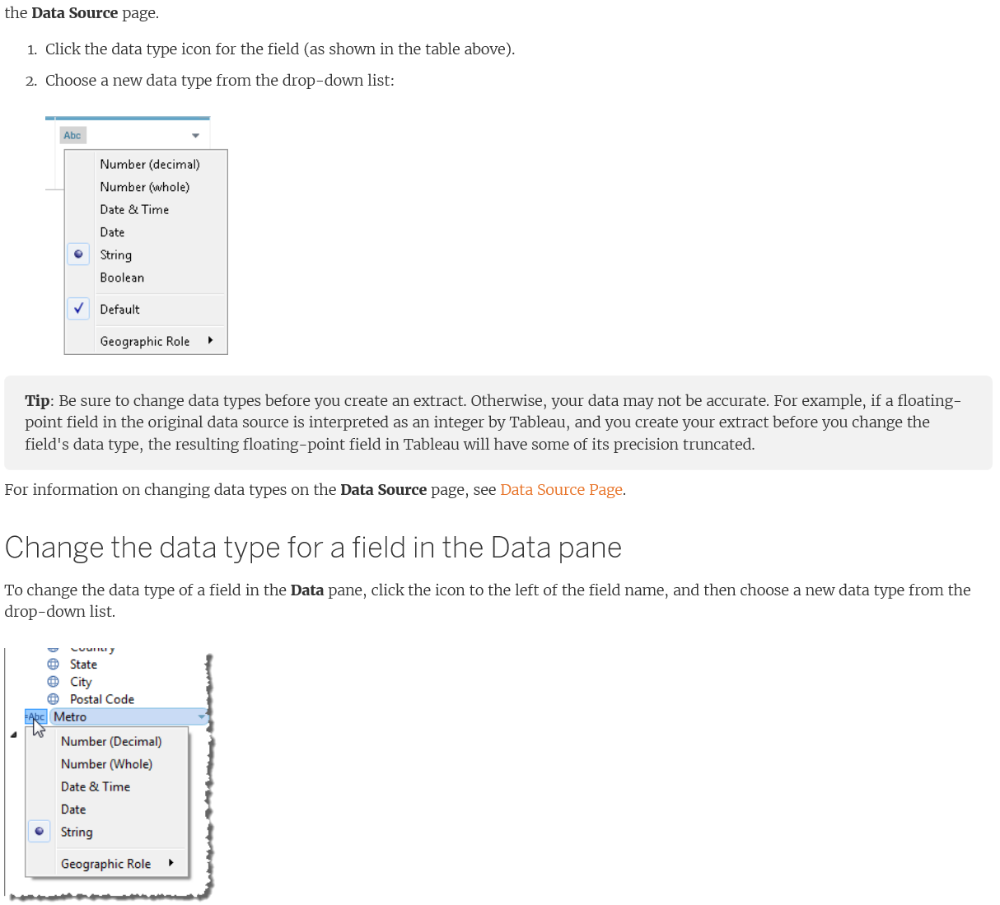 the Data Source page.
1. Click the data type icon for the field (as shown in the table above).
2. Choose a new data type from the drop-down list:
Abc
Number (decimal)
Number (whole)
Date & Time
Date
String
Boolean
Default
Geographic Role
Tip: Be sure to change data types before you create an extract. Otherwise, your data may not be accurate. For example, if a floating-
point field in the original data source is interpreted as an integer by Tableau, and you create your extract before you change the
field's data type, the resulting floating-point field in Tableau will have some of its precision truncated.
For information on changing data types on the Data Source page, see Data Source Page.
Change the data type for a field in the Data pane
To change the data type of a field in the Data pane, click the icon to the left of the field name, and then choose a new data type from the
drop-down list.
Country
State
City
Postal Code
=Abc Metro
Number (Decimal)
Number (Whole)
Date & Time
Date
String
Geographic Role